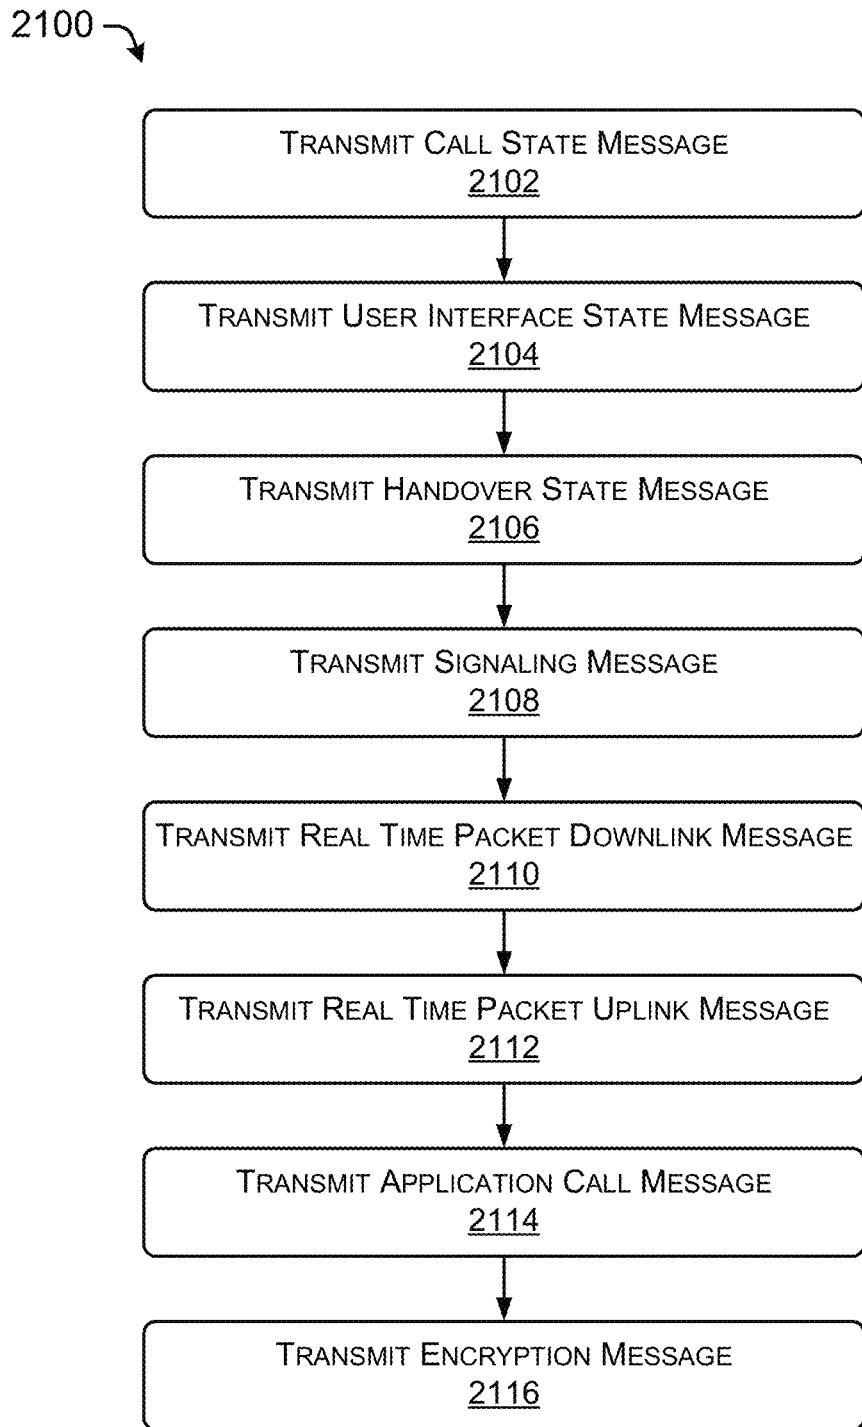 2100
TRANSMIT CALL STATE MESSAGE
2102
TRANSMIT USER INTERFACE STATE MESSAGE
2104
TRANSMIT HANDOVER STATE MESSAGE
2106
TRANSMIT SIGNALING MESSAGE
2108
TRANSMIT REAL TIME PACKET DOWNLINK MESSAGE
2110
TRANSMIT REAL TIME PACKET UPLINK MESSAGE
2112
TRANSMIT APPLICATION CALL MESSAGE
2114
TRANSMIT ENCRYPTION MESSAGE
2116